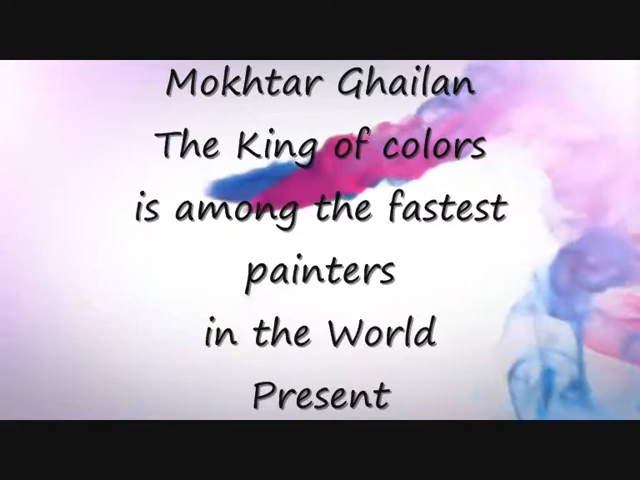 Mokhtar Ghailan
The King of colors
is among the fastest
painters
in the World
Present